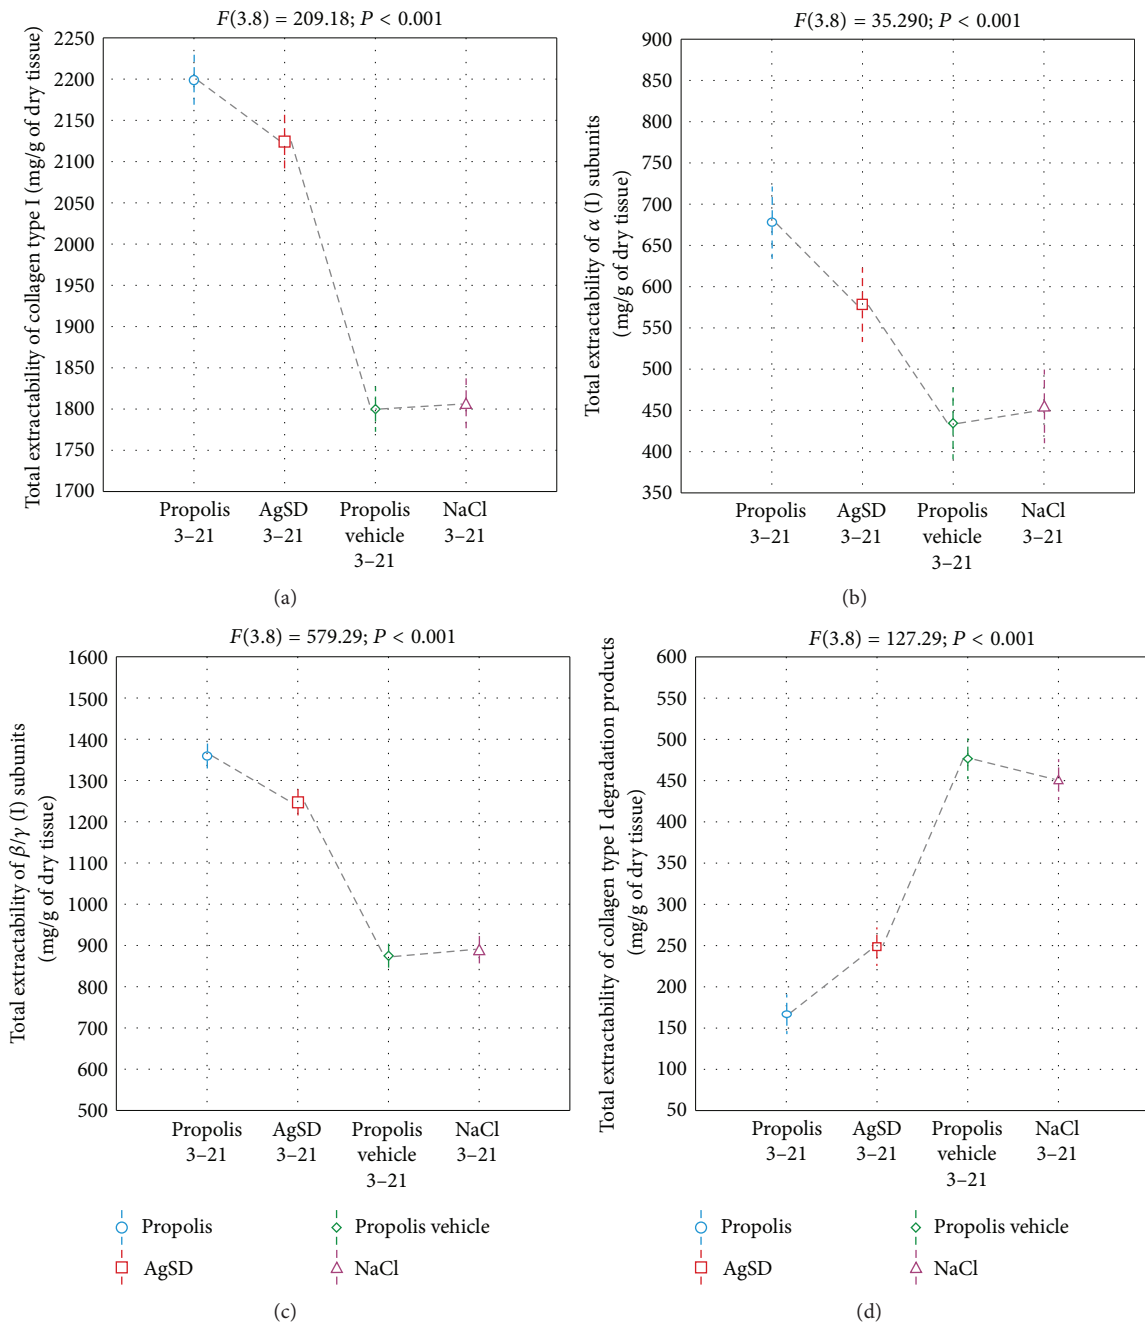 F(3.8) = 209.18; P < 0.001
Total extractability of collagen type I (mg/g of dry tissue)
2250
2200
2150
2100
2050
2000
1950
1900
1850
1800
1750
1700
Propolis
3–21
AgSD
3–21
Propolis
vehicle
3–21
NaCl
3–21
(a)
F(3.8) = 35.290; P < 0.001
Total extractability of α (I) subunits
(mg/g of dry tissue)
900
850
800
750
700
650
600
550
500
450
400
350
Propolis
3–21
AgSD
3–21
Propolis
vehicle
3–21
NaCl
3–21
(b)
F(3.8) = 579.29; P < 0.001
Total extractability of β/γ (I) subunits
(mg/g of dry tissue)
1600
1500
1400
1300
1200
1100
1000
900
800
700
600
500
Propolis
3–21
AgSD
3–21
Propolis
vehicle
3–21
NaCl
3–21
Propolis
Propolis vehicle
AgSD
NaCl
(c)
F(3.8) = 127.29; P < 0.001
Total extractability of collagen type I degradation products
(mg/g of dry tissue)
600
550
500
450
400
350
300
250
200
150
100
50
Propolis
3–21
AgSD
3–21
Propolis
vehicle
3–21
NaCl
3–21
Propolis
Propolis vehicle
AgSD
NaCl
(d)